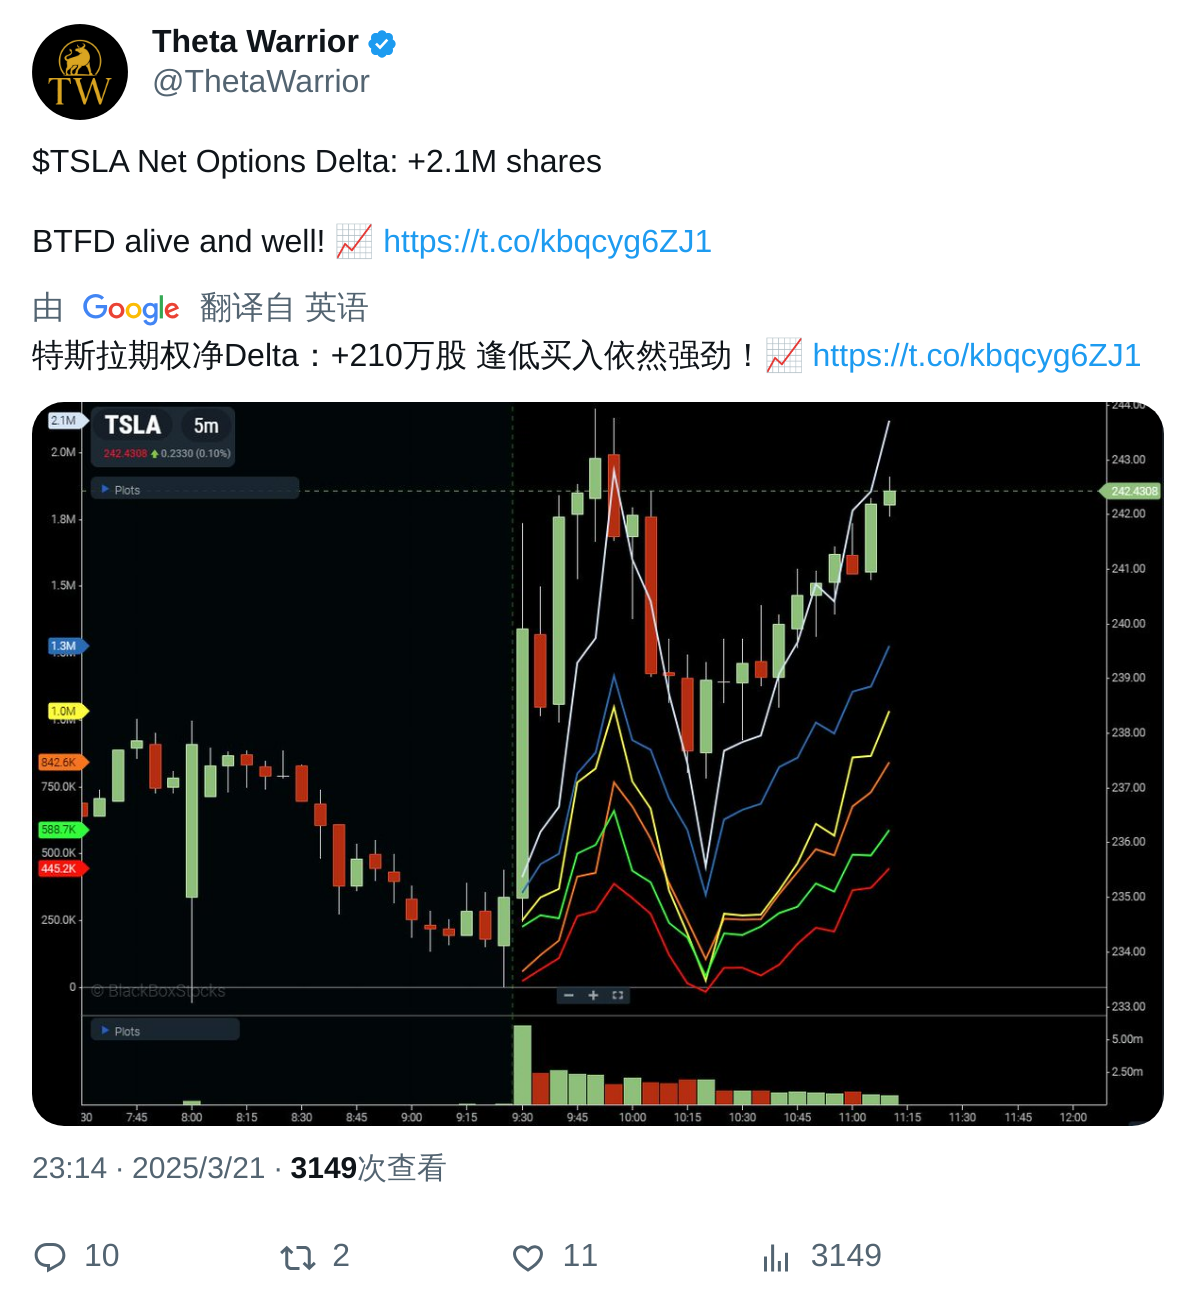 Theta Warrior
@ThetaWarrior
TW
$TSLA Net Options Delta: +2.1M shares
BTFD alive and well! 📈 https://t.co/kbqcyg6ZJ1
由 Google 翻译自 英语
特斯拉期权净Delta：+210万股 逢低买入依然强劲！📈 https://t.co/kbqcyg6ZJ1
TSLA 5m
242.4308 0.2330 (0.10%)
Plots
2.1M
2.0M
1.8M
1.5M
1.3M
1.0M
842.6K
750.0K
588.7K
500.0K
445.2K
250.0K
0
244.00
243.00
242.4308
242.00
241.00
240.00
239.00
238.00
237.00
236.00
235.00
234.00
233.00
© BlackBoxStocks
Plots
5.00m
2.50m
30 7:45 8:00 8:15 8:30 8:45 9:00 9:15 9:30 9:45 10:00 10:15 10:30 10:45 11:00 11:15 11:30 11:45 12:00
23:14 · 2025/3/21 · 3149次查看
10 2 11 3149